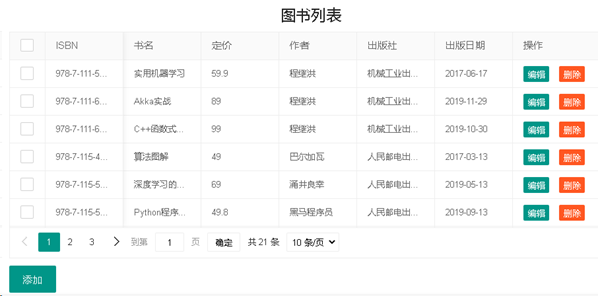 图书列表
ISBN 书名 定价 作者 出版社 出版日期 操作
978-7-111-5... 实用机器学习 59.9 程继洪 机械工业出... 2017-06-17 编辑 删除
978-7-111-6... Akka实战 89 程继洪 机械工业出... 2019-11-29 编辑 删除
978-7-111-6... C++函数式... 99 程继洪 机械工业出... 2019-10-30 编辑 删除
978-7-115-4... 算法图解 49 巴尔加瓦 人民邮电出... 2017-03-13 编辑 删除
978-7-115-5... 深度学习的... 69 涌井良幸 人民邮电出... 2019-05-13 编辑 删除
978-7-115-5... Python程序... 49.8 黑马程序员 人民邮电出... 2019-09-13 编辑 删除
1 2 3 到第 1 页 确定 共 21 条 10 条/页
添加